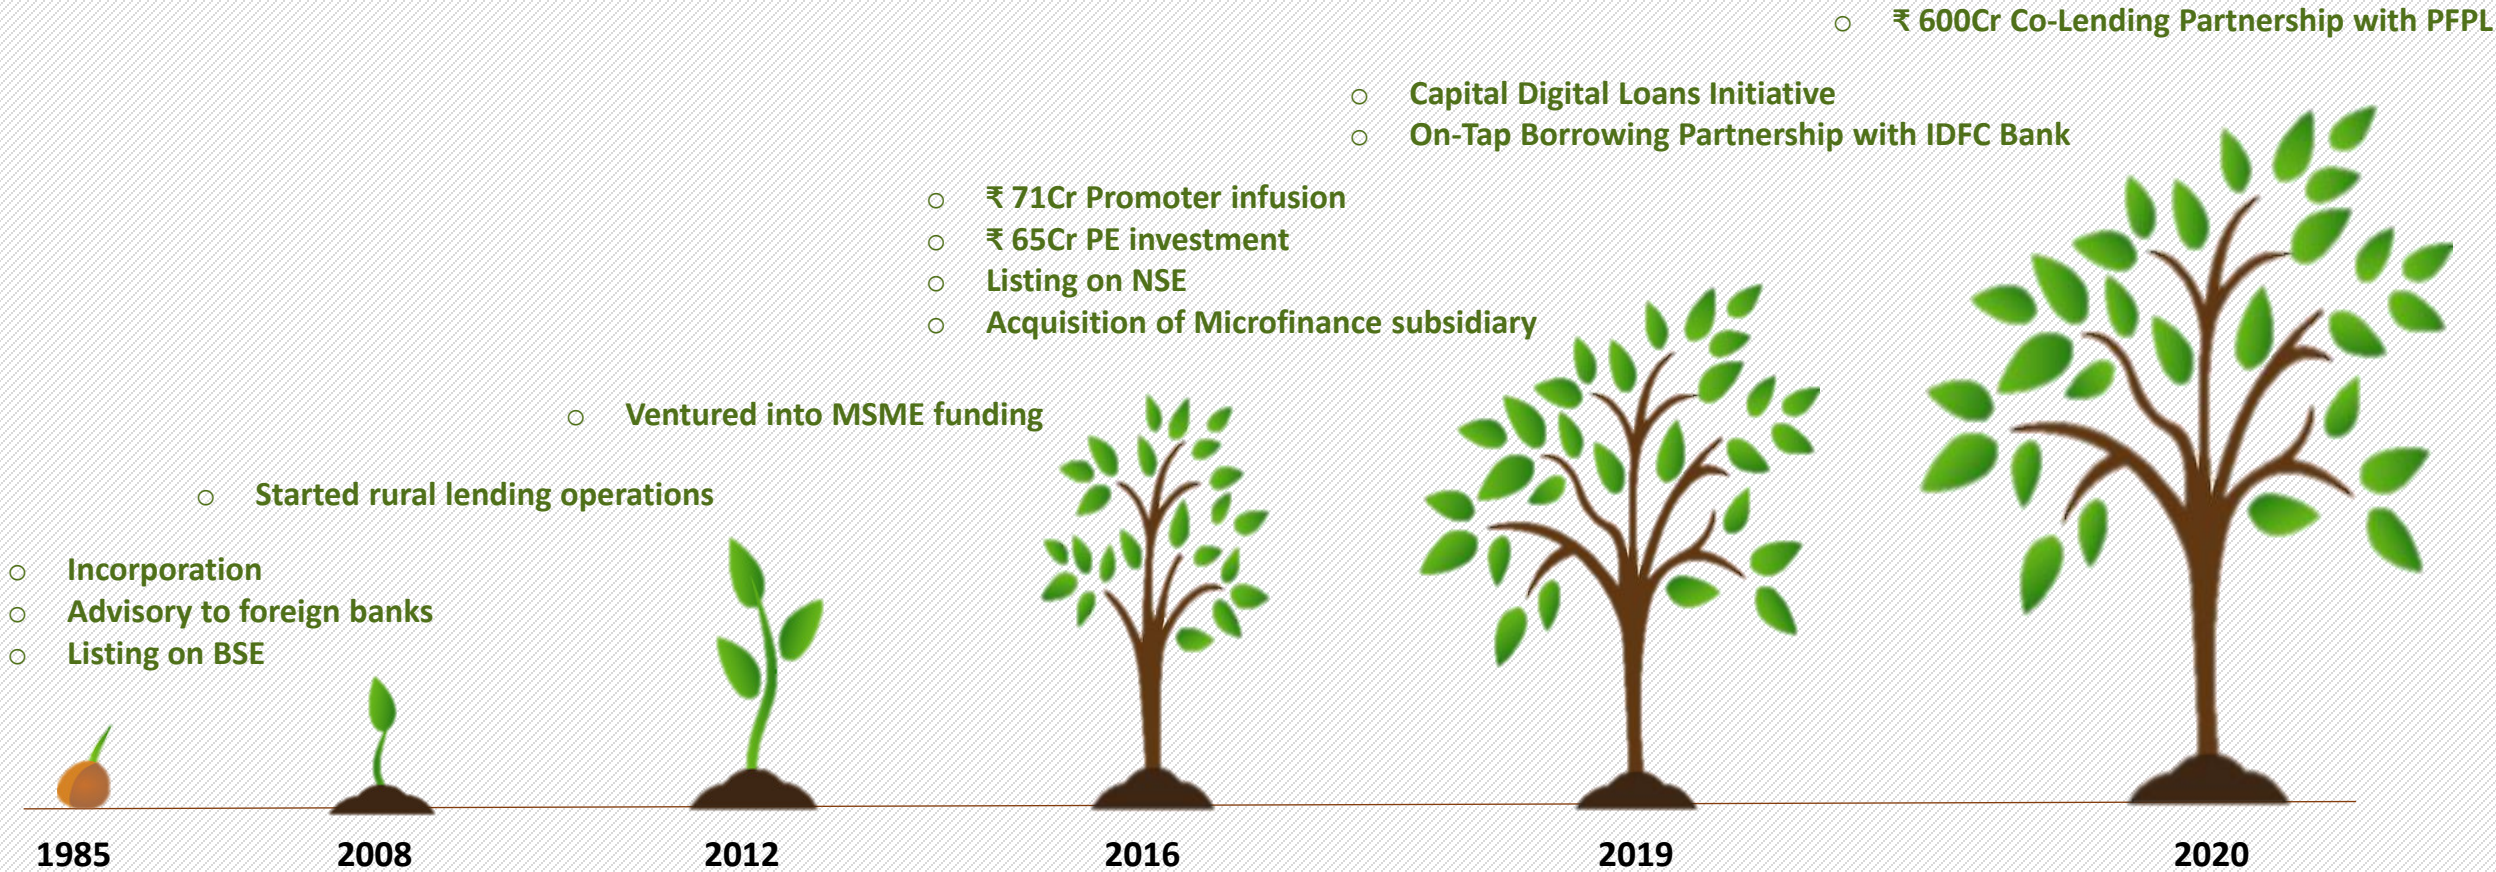 ₹ 600Cr Co-Lending Partnership with PFPL
Capital Digital Loans Initiative
On-Tap Borrowing Partnership with IDFC Bank
₹ 71Cr Promoter infusion
₹ 65Cr PE investment
Listing on NSE
Acquisition of Microfinance subsidiary
Ventured into MSME funding
Started rural lending operations
Incorporation
Advisory to foreign banks
Listing on BSE
1985 2008 2012 2016 2019 2020